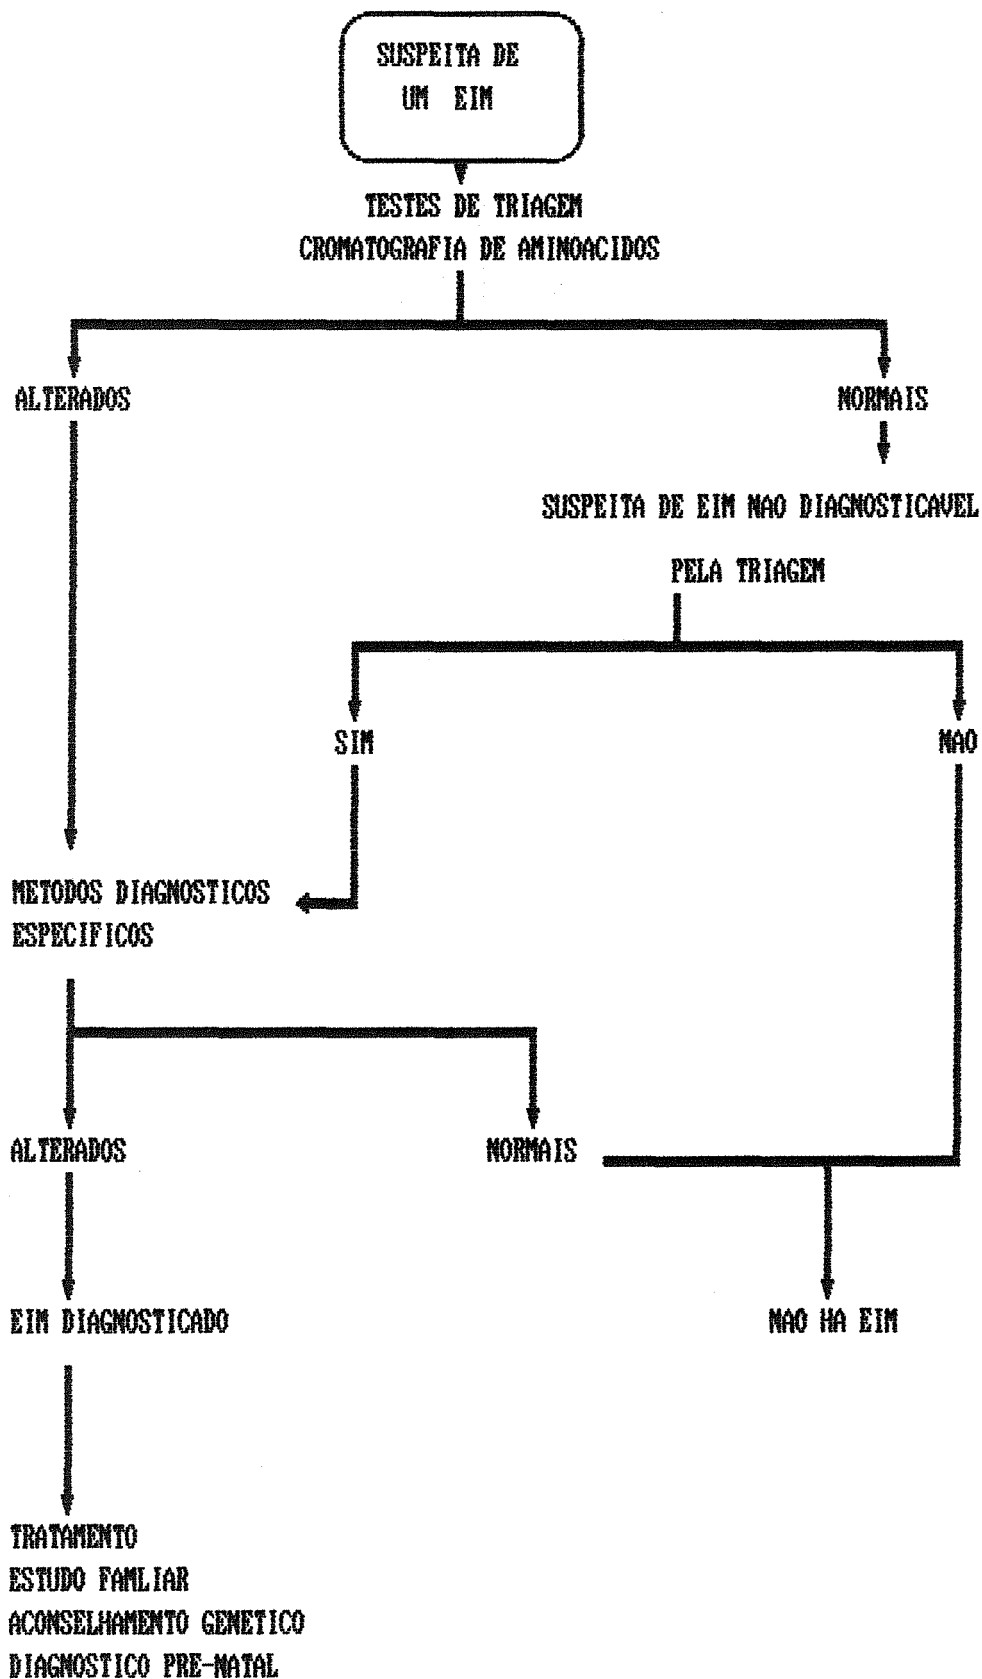 SUSPEITA DE
UM EIM
TESTES DE TRIAGEM
CROMATOGRAFIA DE AMINOACIDOS
ALTERADOS
NORMAIS
SUSPEITA DE EIM NAO DIAGNOSTICAVEL
PELA TRIAGEM
SIM
NAO
METODOS DIAGNOSTICOS
ESPECIFICOS
ALTERADOS
NORMAIS
EIM DIAGNOSTICADO
NAO HA EIM
TRATAMENTO
ESTUDO FAMLIAR
ACONSELHAMENTO GENETICO
DIAGNOSTICO PRE-NATAL